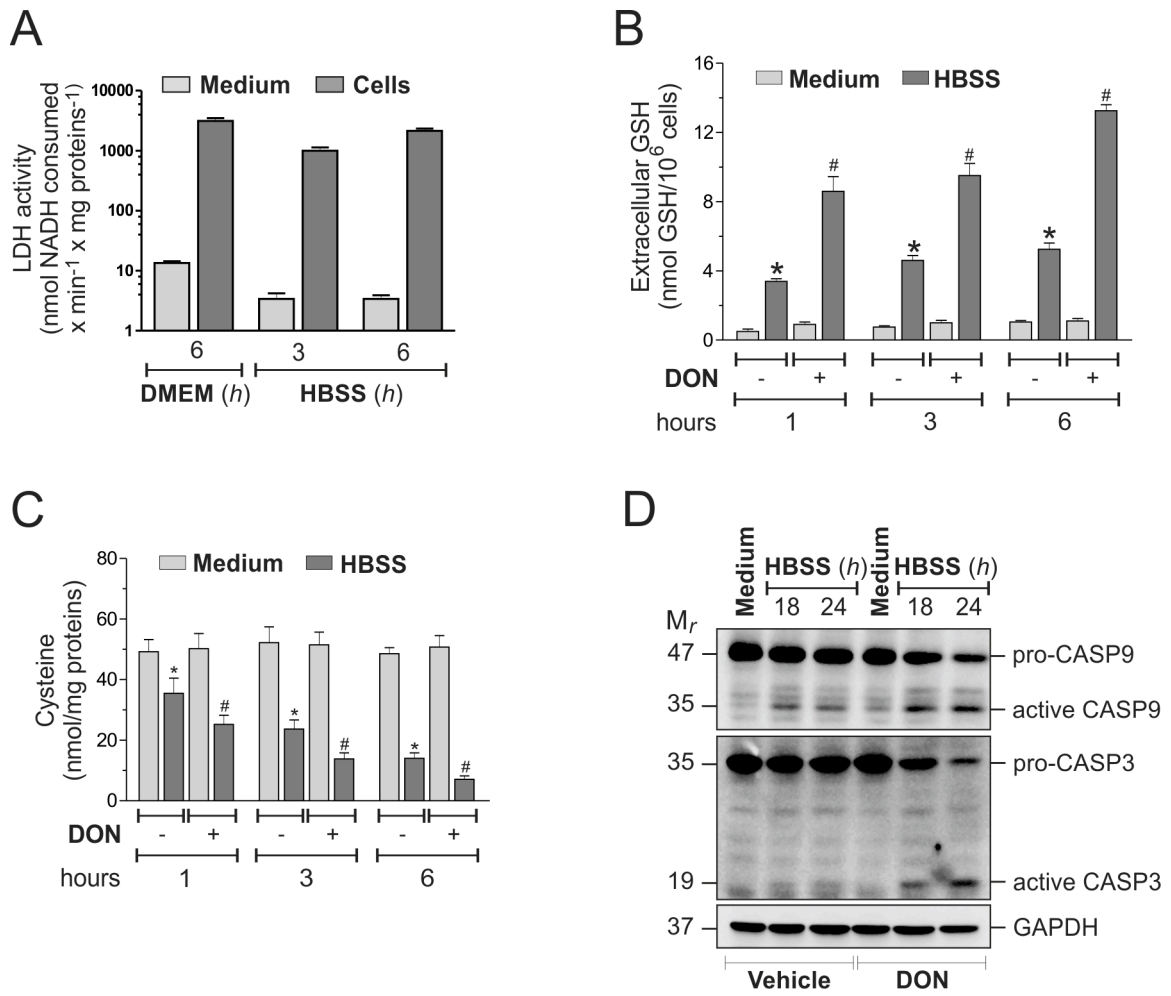 A
LDH activity
(nmol NADH consumed
x min-1 x mg proteins-1)
Medium Cells
10000
1000
100
10
1
6 3 6
DMEM (h) HBSS (h)
B
Extracellular GSH
(nmol GSH/10^6 cells)
Medium HBSS
16
12
8
4
0
* # * # * #
DON - + - + - +
hours 1 3 6
C
Cysteine
(nmol/mg proteins)
Medium HBSS
80
60
40
20
0
* # * # * #
DON - + - + - +
hours 1 3 6
D
Medium HBSS (h) Medium HBSS (h)
18 24 18 24
Mr
47 pro-CASP9
35 active CASP9
35 pro-CASP3
19 active CASP3
37 GAPDH
Vehicle DON